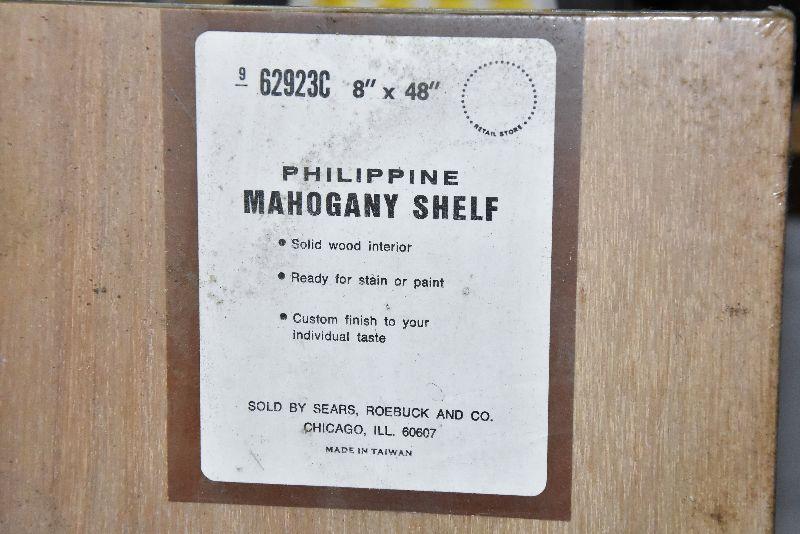 9 62923C 8" x 48"
RETAIL STORE
PHILIPPINE
MAHOGANY SHELF
• Solid wood interior
• Ready for stain or paint
• Custom finish to your
individual taste
SOLD BY SEARS, ROEBUCK AND CO.
CHICAGO, ILL. 60607
MADE IN TAIWAN